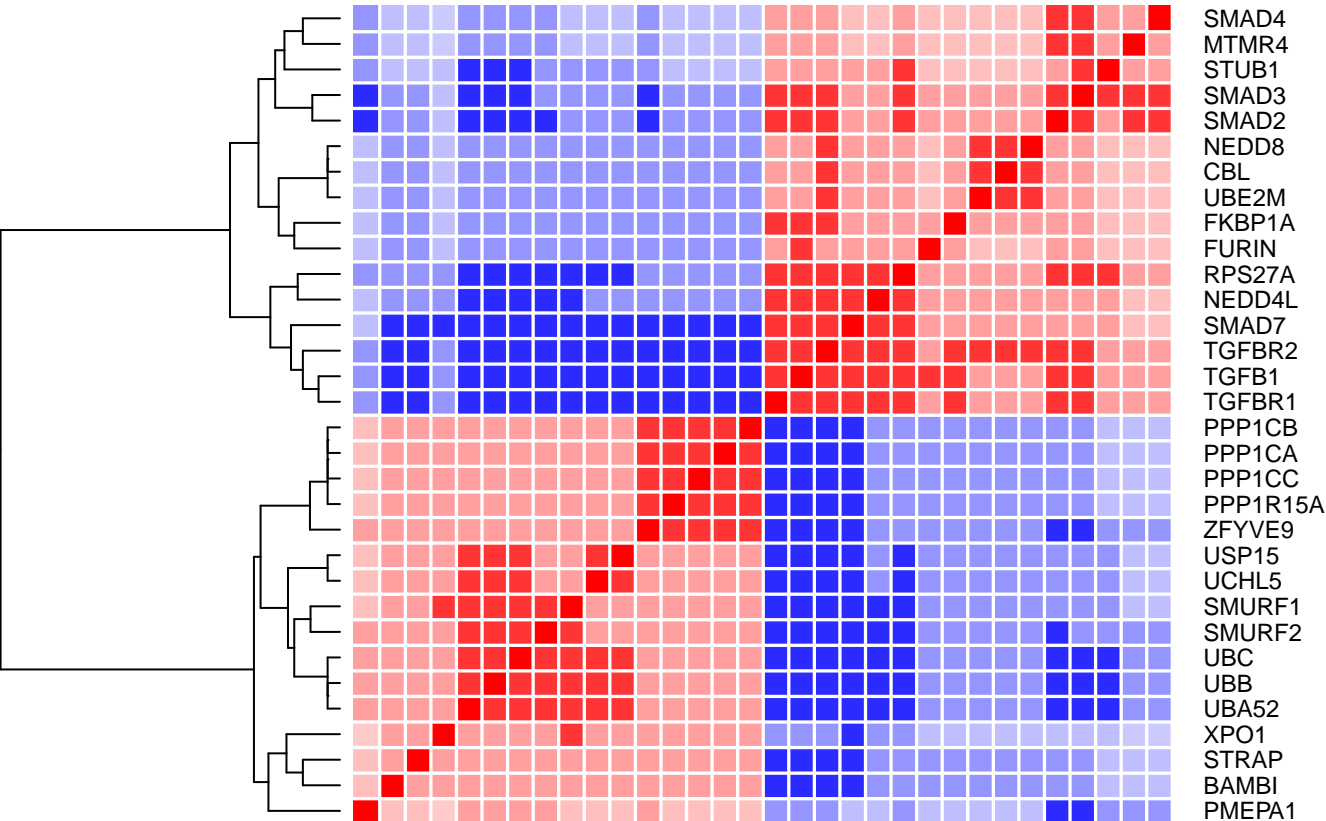 SMAD4
MTMR4
STUB1
SMAD3
SMAD2
NEDD8
CBL
UBE2M
FKBP1A
FURIN
RPS27A
NEDD4L
SMAD7
TGFBR2
TGFB1
TGFBR1
PPP1CB
PPP1CA
PPP1CC
PPP1R15A
ZFYVE9
USP15
UCHL5
SMURF1
SMURF2
UBC
UBB
UBA52
XPO1
STRAP
BAMBI
PMEPA1